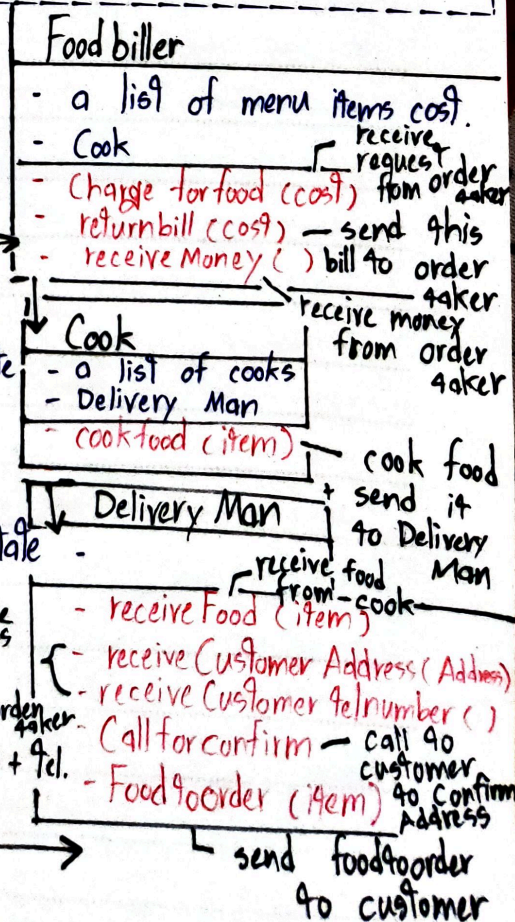 Food biller
- a list of menu items cost.
- Cook
receive request from order taker
- Charge for food (cost)
- return bill (cost) - send this bill to order taker
- receive Money ( )
receive money from order taker
Cook
- a list of cooks
- Delivery Man
- cook food (item)
cook food + send it to Delivery Man
Delivery Man
-
receive food from cook
- receive Food (item)
- receive Customer Address (Address)
- receive Customer telnumber ( )
- Call for confirm - call to customer to confirm Address
- Food to order (item)
send food to order to customer
taker
+ tel.